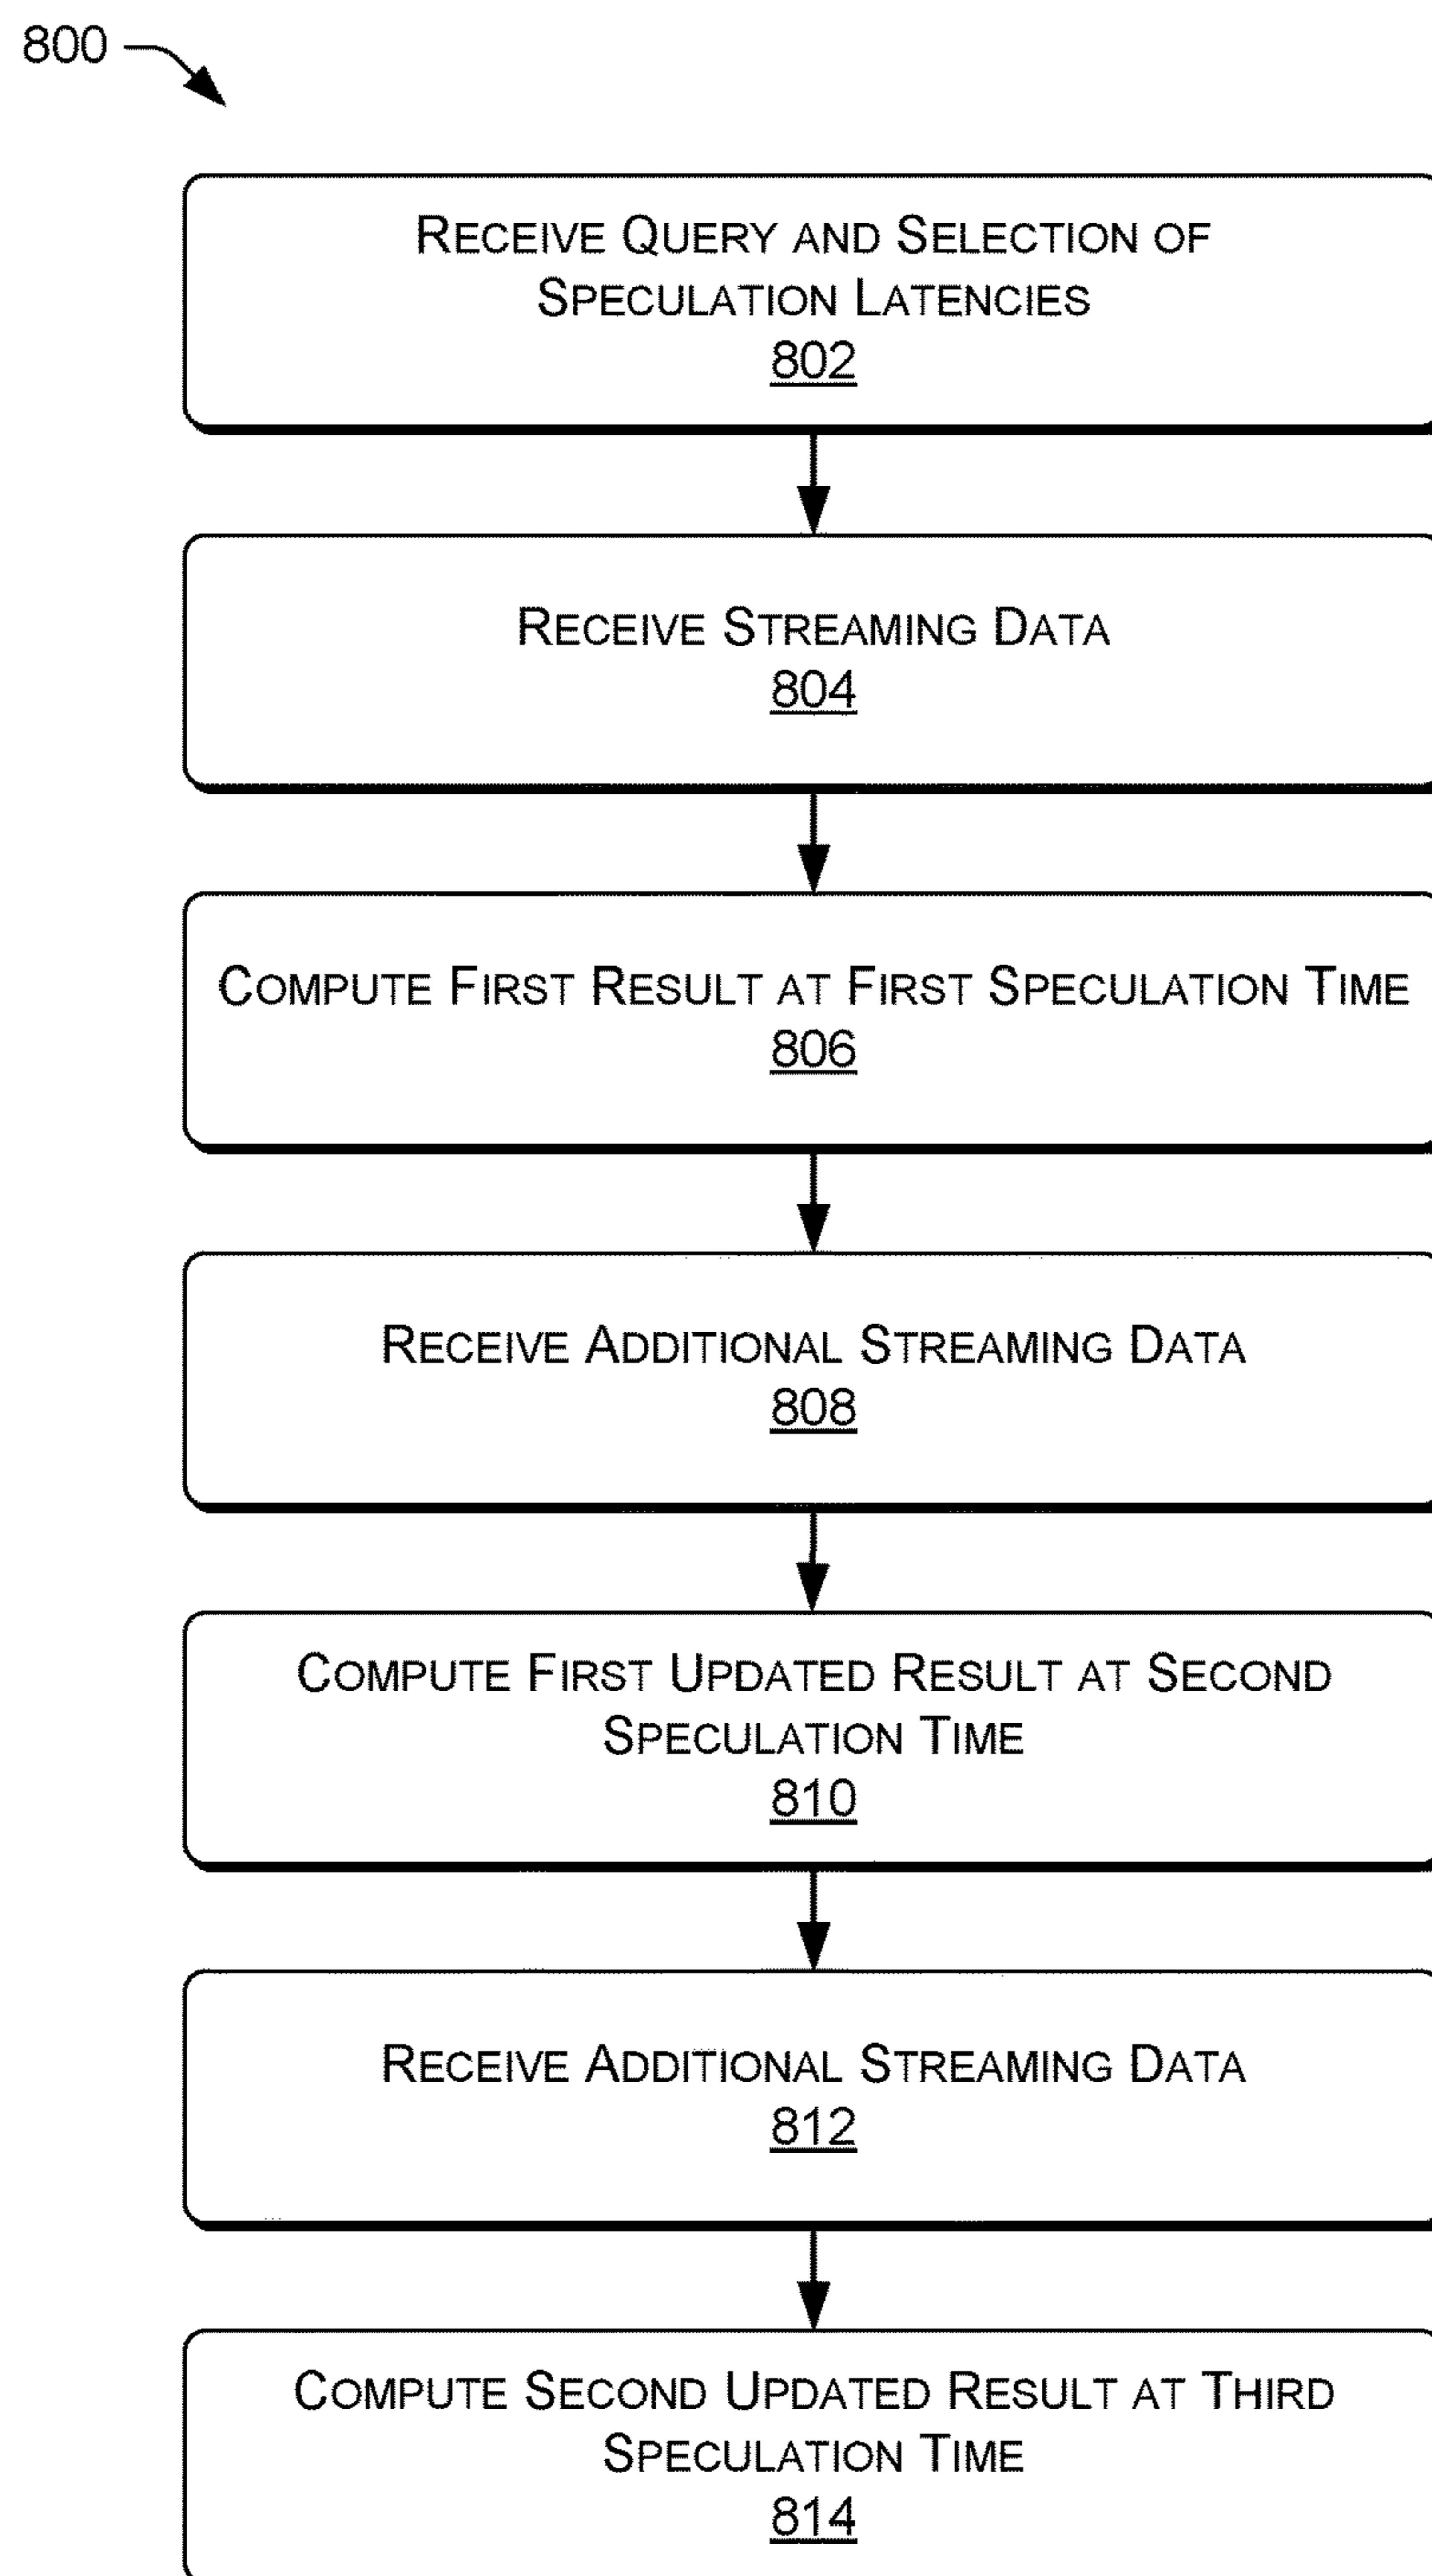 800
RECEIVE QUERY AND SELECTION OF
SPECULATION LATENCIES
802
RECEIVE STREAMING DATA
804
COMPUTE FIRST RESULT AT FIRST SPECULATION TIME
806
RECEIVE ADDITIONAL STREAMING DATA
808
COMPUTE FIRST UPDATED RESULT AT SECOND
SPECULATION TIME
810
RECEIVE ADDITIONAL STREAMING DATA
812
COMPUTE SECOND UPDATED RESULT AT THIRD
SPECULATION TIME
814